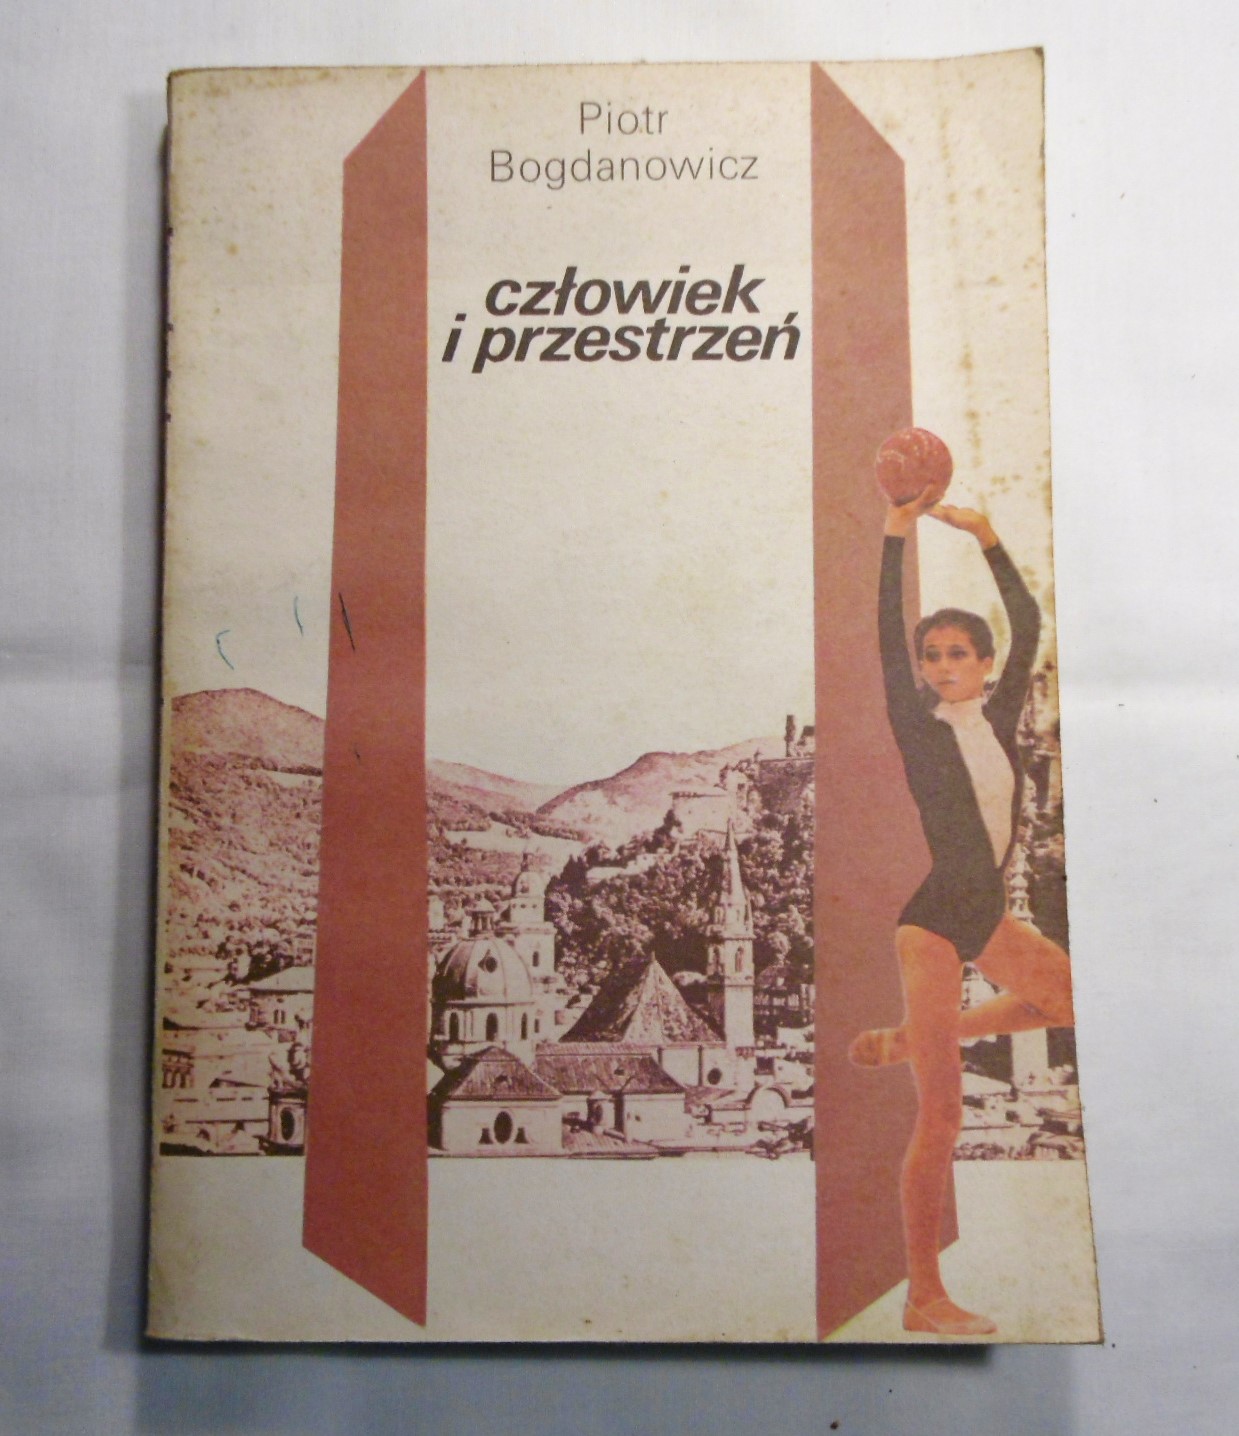 Piotr
Bogdanowicz
człowiek
i przestrzeń